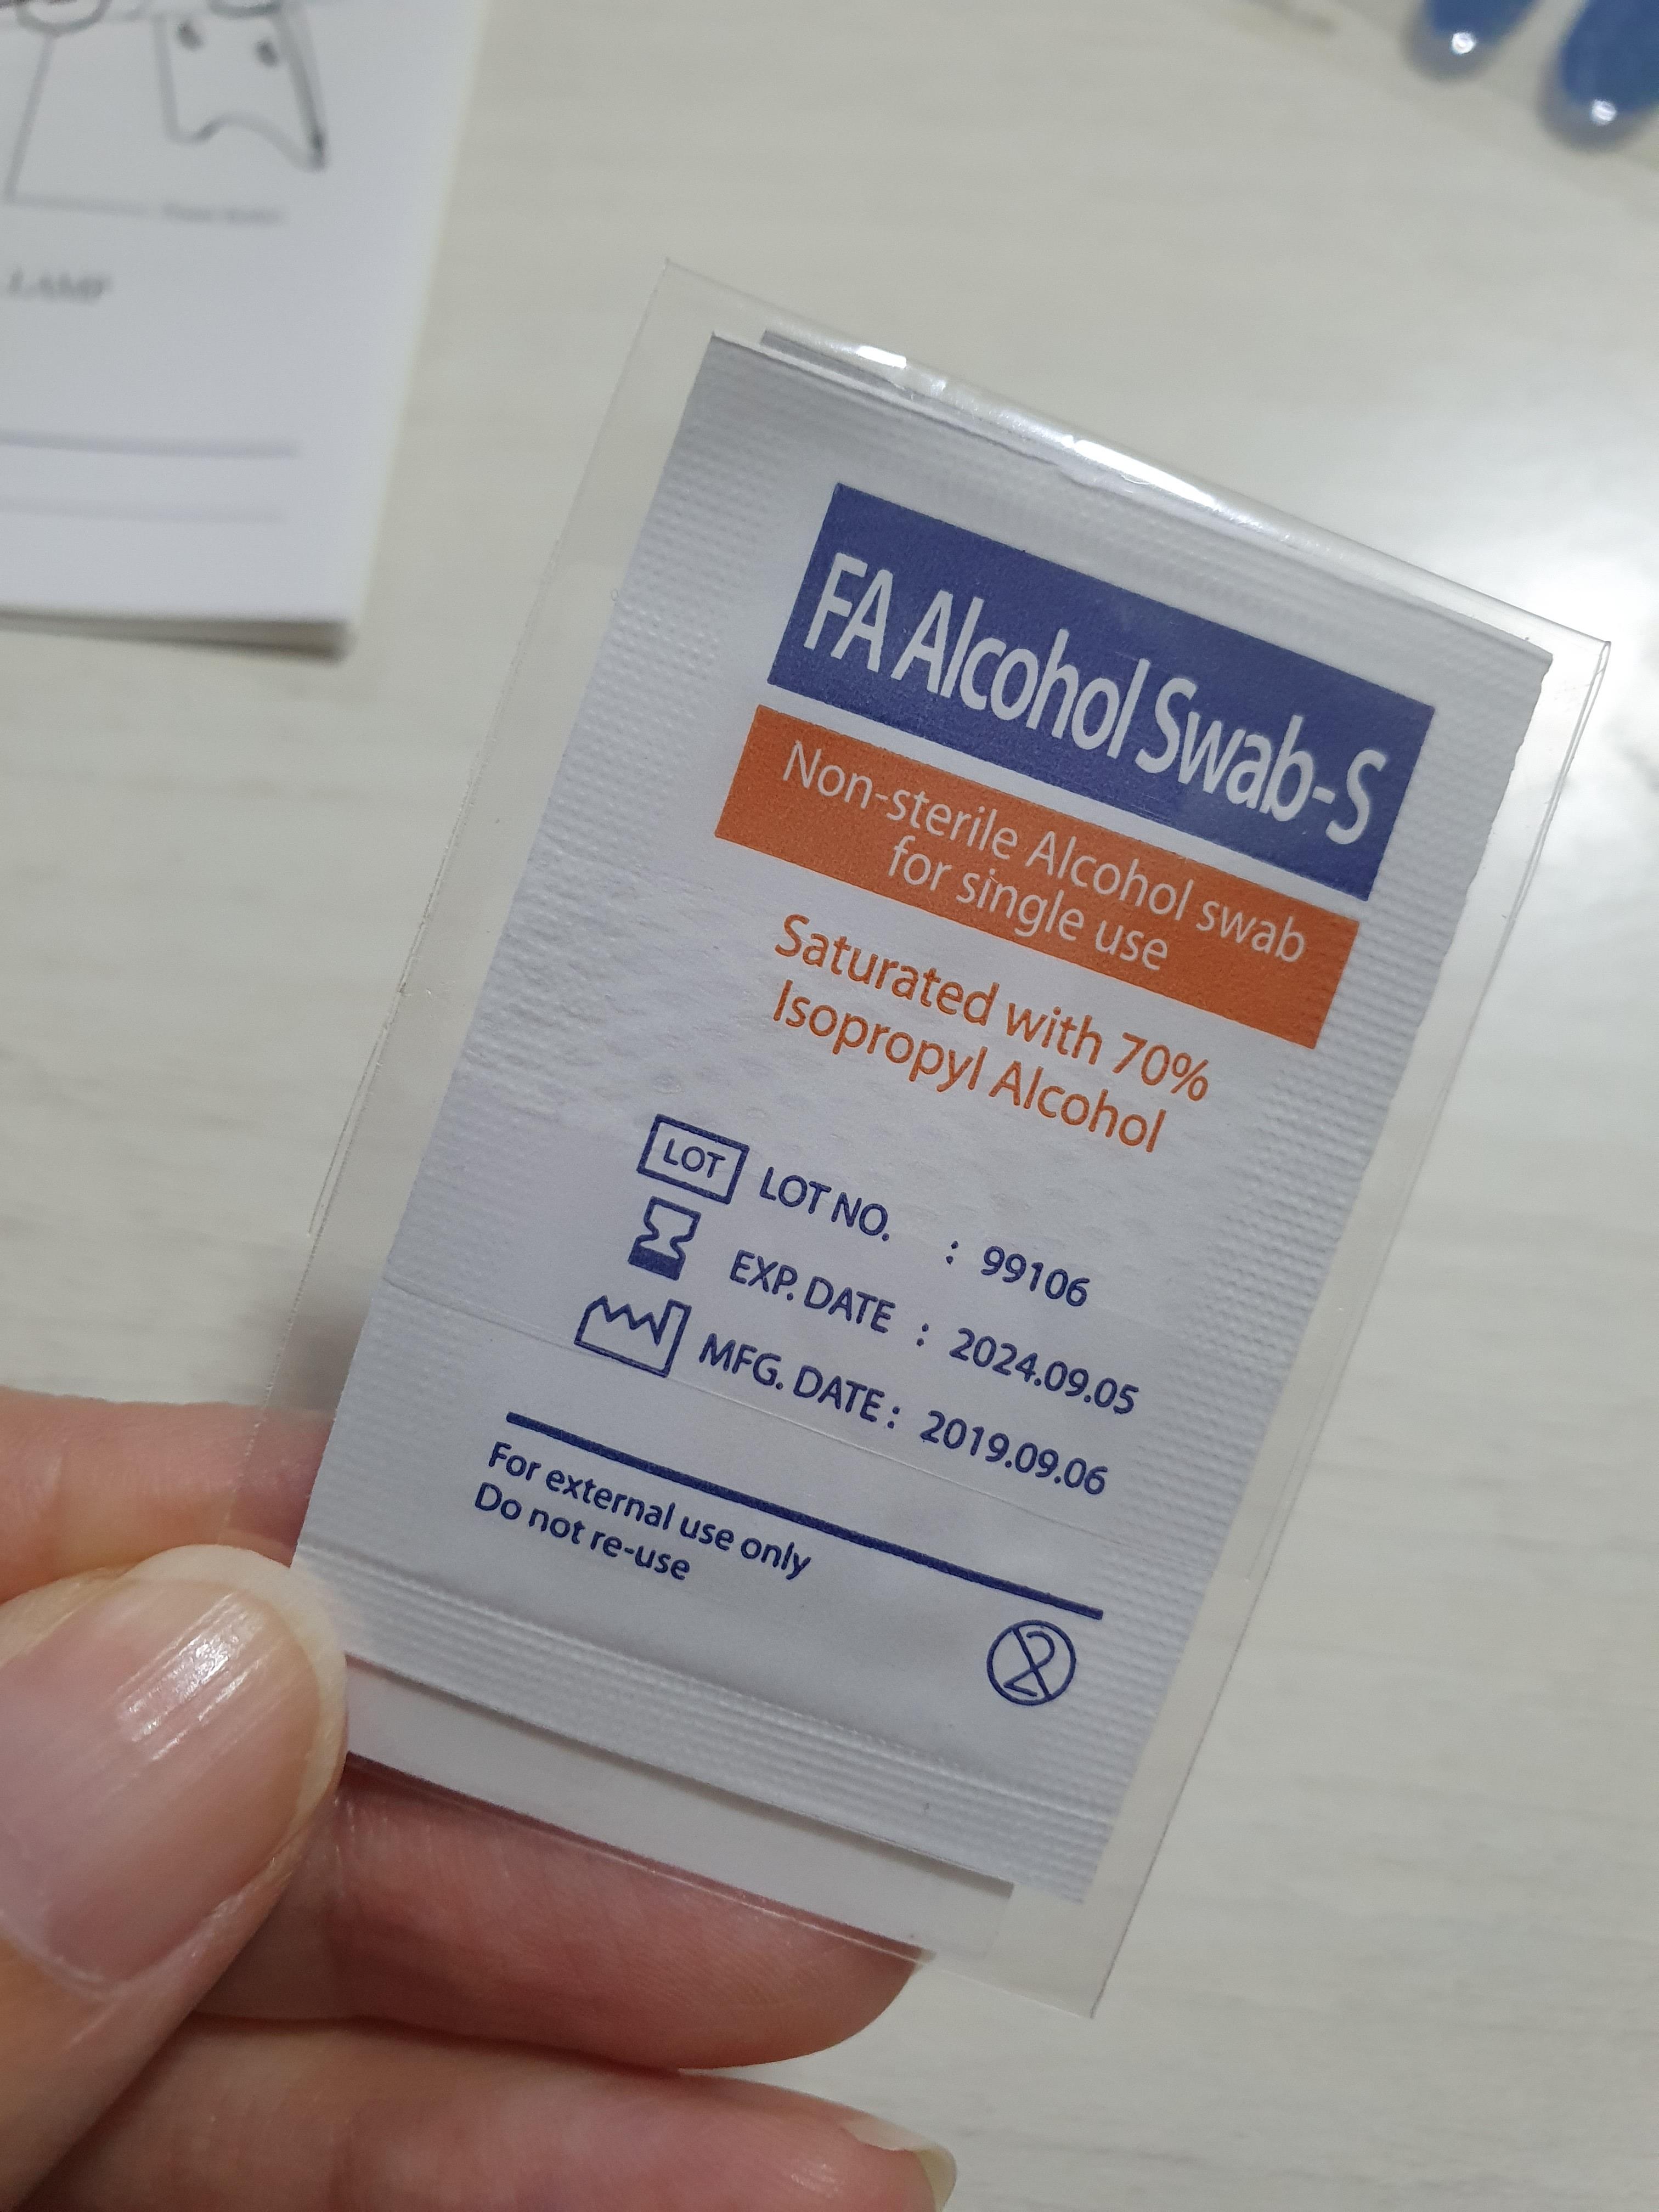 LAMP
FA Alcohol Swab-S
Non-sterile Alcohol swab
for single use
Saturated with 70%
Isopropyl Alcohol
LOT LOT NO. : 99106
EXP. DATE : 2024.09.05
MFG. DATE : 2019.09.06
For external use only
Do not re-use
2